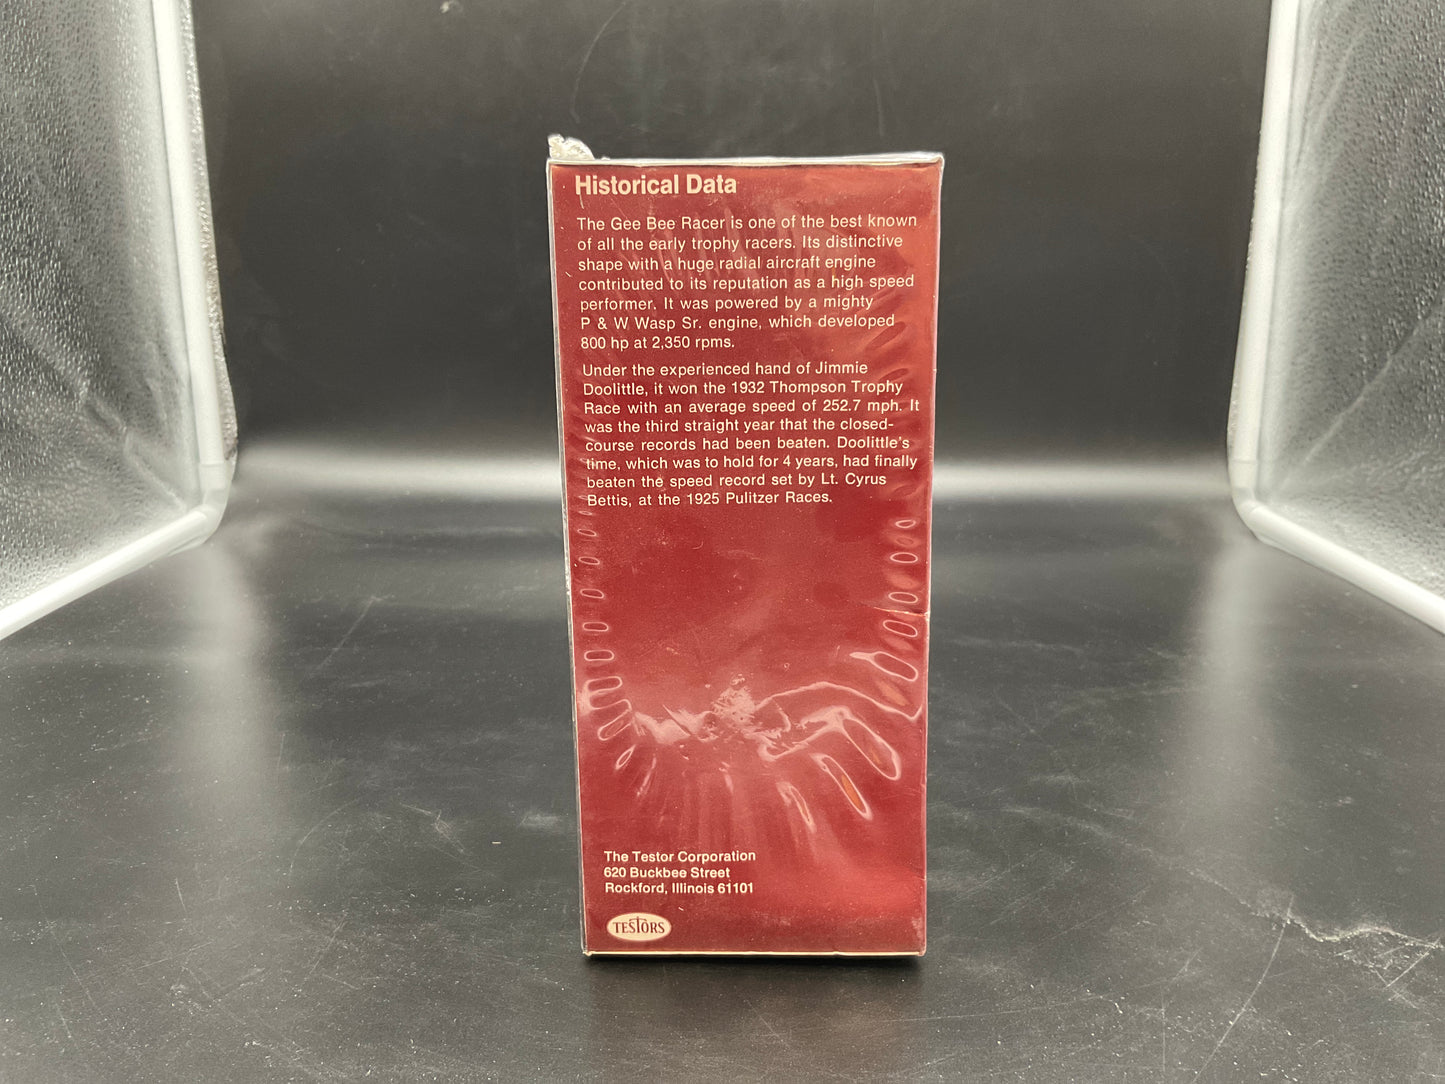 Historical Data
The Gee Bee Racer is one of the best known
of all the early trophy racers. Its distinctive
shape with a huge radial aircraft engine
contributed to its reputation as a high speed
performer. It was powered by a mighty
P & W Wasp Sr. engine, which developed
800 hp at 2,350 rpms.
Under the experienced hand of Jimmie
Doolittle, it won the 1932 Thompson Trophy
Race with an average speed of 252.7 mph. It
was the third straight year that the closed-
course records had been beaten. Doolittle's
time, which was to hold for 4 years, had finally
beaten the speed record set by Lt. Cyrus
Bettis, at the 1925 Pulitzer Races.
The Testor Corporation
620 Buckbee Street
Rockford, Illinois 61101
TESTORS